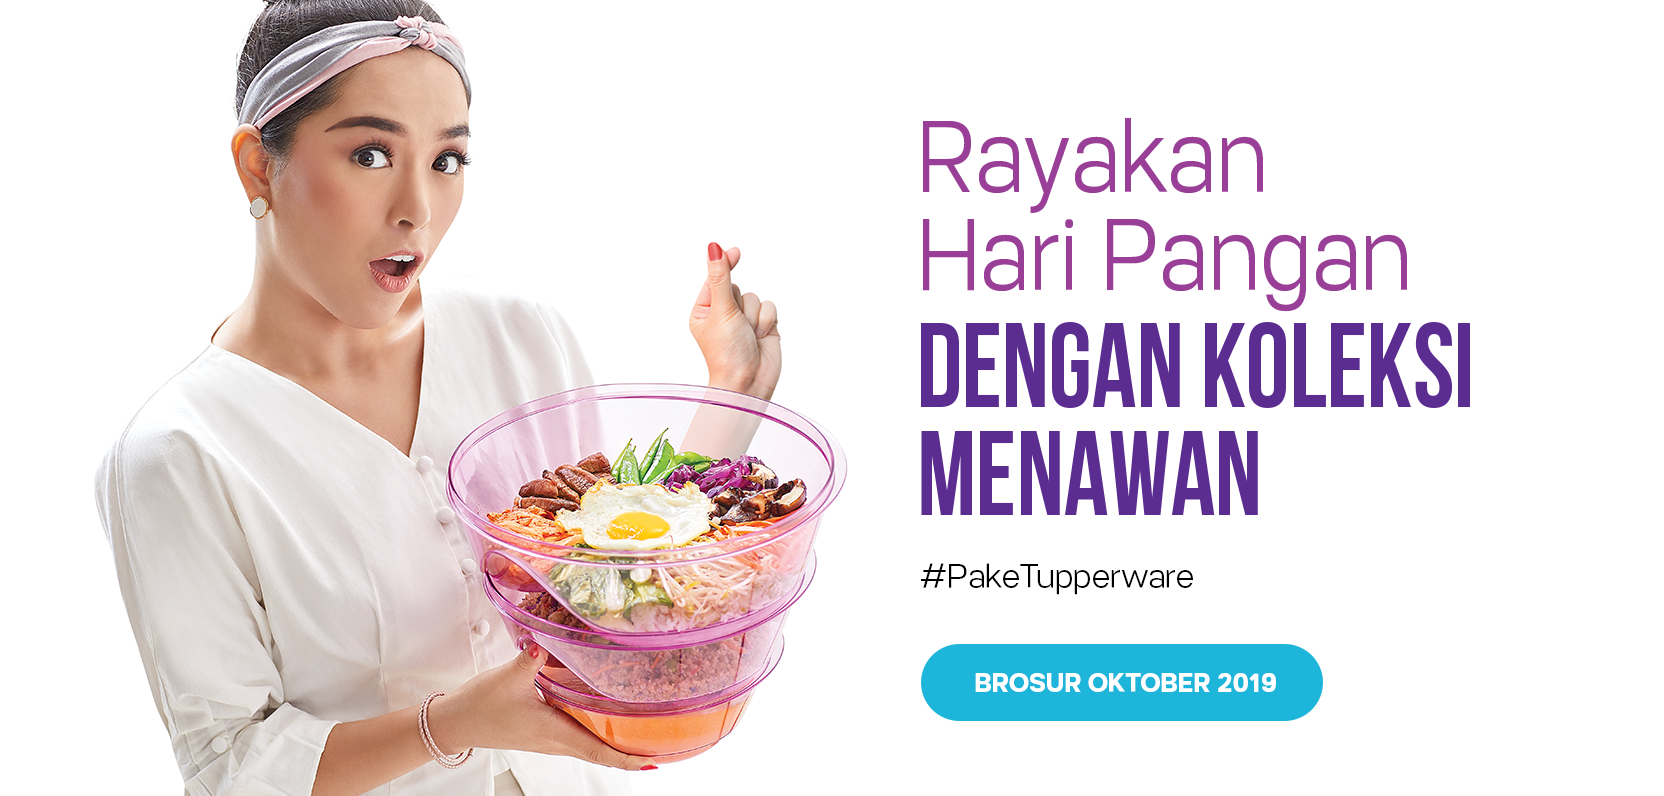 Rayakan
Hari Pangan
DENGAN KOLEKSI
MENAWAN
#PakeTupperware
BROSUR OKTOBER 2019